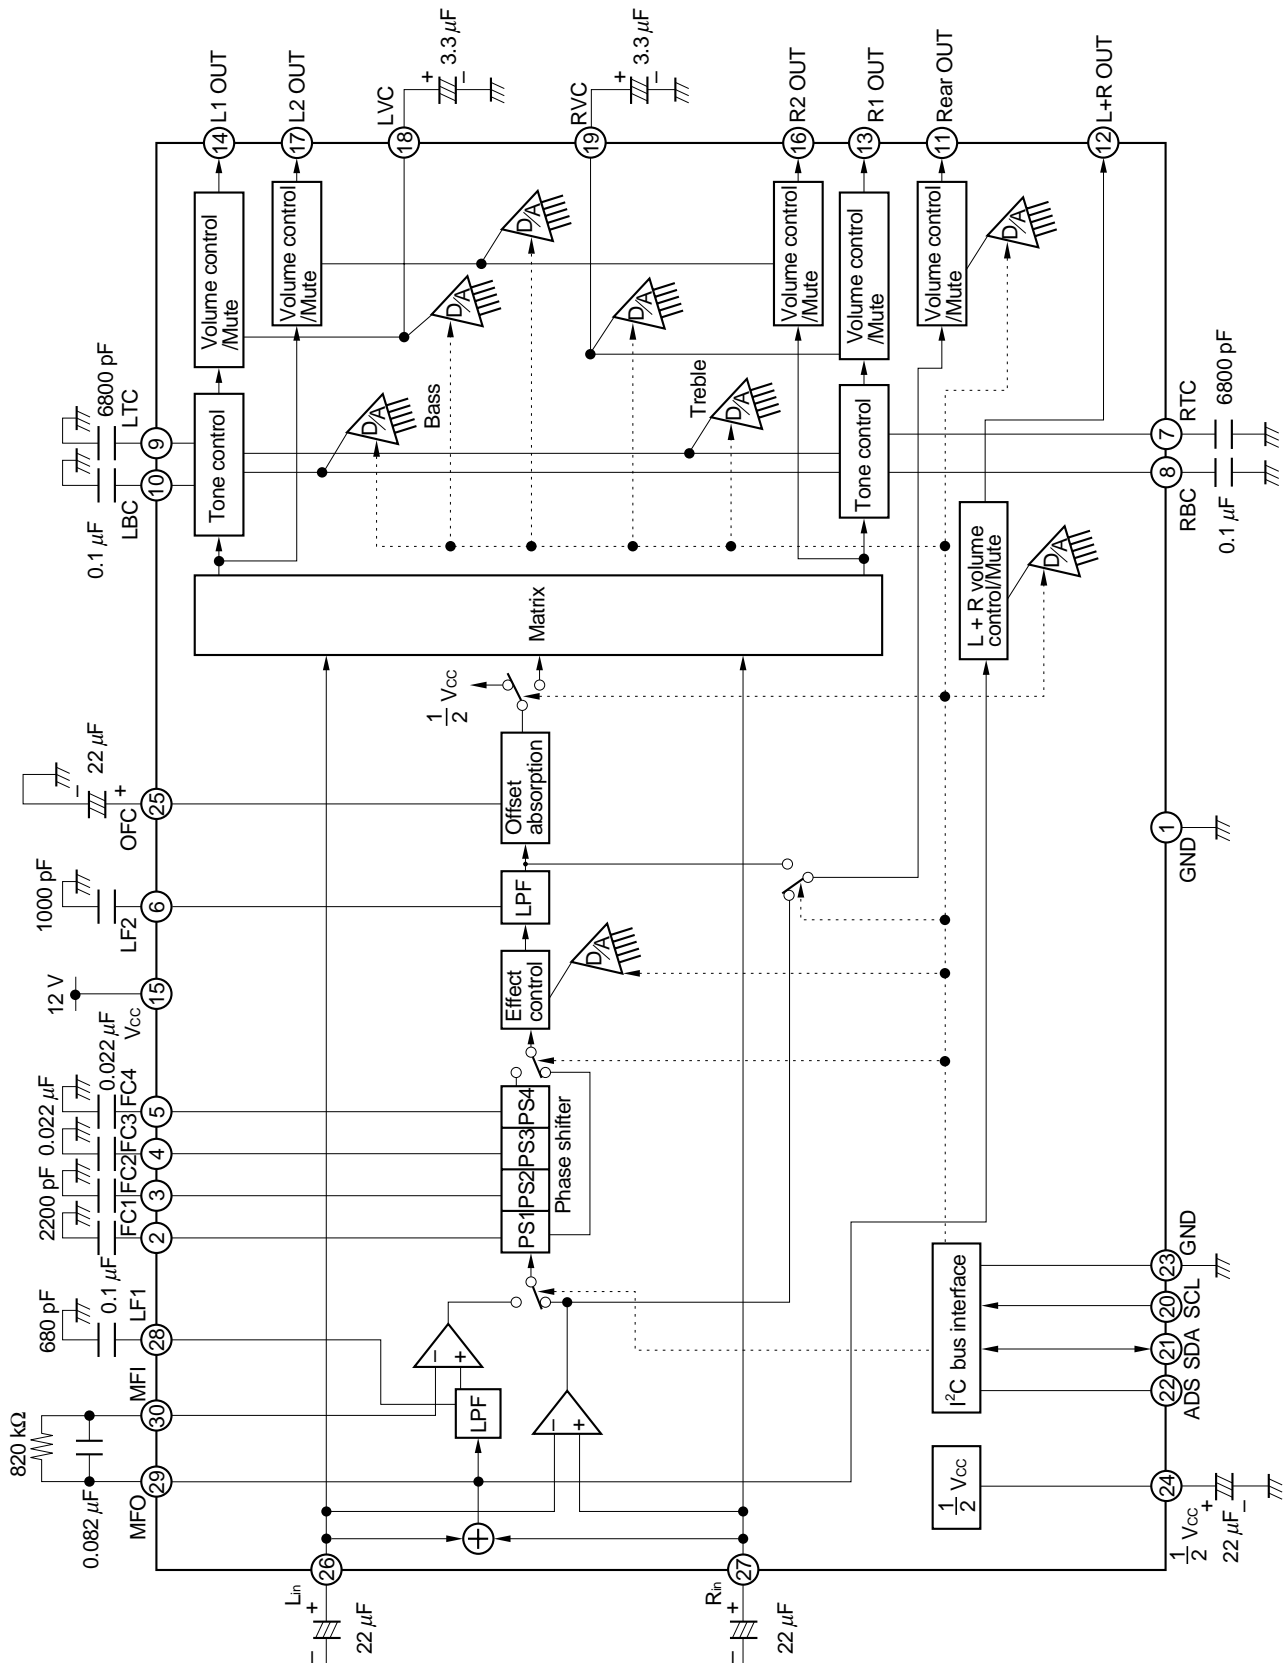 14
L1 OUT
17
L2 OUT
LVC
18
+
−
3.3 µF
RVC
19
+
−
3.3 µF
16
R2 OUT
13
R1 OUT
11
Rear OUT
12
L+R OUT
Volume control
/Mute
Volume control
/Mute
D/A
D/A
D/A
Volume control
/Mute
Volume control
/Mute
Volume control
/Mute
D/A
6800 pF
LTC
9
0.1 µF
LBC
10
Tone control
D/A
Bass
Treble
D/A
Tone control
7
RTC
6800 pF
8
RBC
0.1 µF
Matrix
L + R volume
control/Mute
D/A
1/2 Vcc
22 µF
−
+
OFC
25
Offset
absorption
1000 pF
LF2
6
LPF
1
GND
12 V
Vcc
15
Effect
control
D/A
0.022 µF
FC4
5
0.022 µF
FC3
4
2200 pF
FC2
3
FC1
2
PS1
PS2
PS3
PS4
Phase shifter
0.1 µF
680 pF
LF1
28
MFI
30
820 kΩ
0.082 µF
MFO
29
−
+
LPF
−
+
I²C bus interface
23
GND
20
SCL
21
SDA
22
ADS
1/2 Vcc
24
1/2 Vcc
+
−
22 µF
+
26
Lin
+
−
22 µF
27
Rin
+
−
22 µF